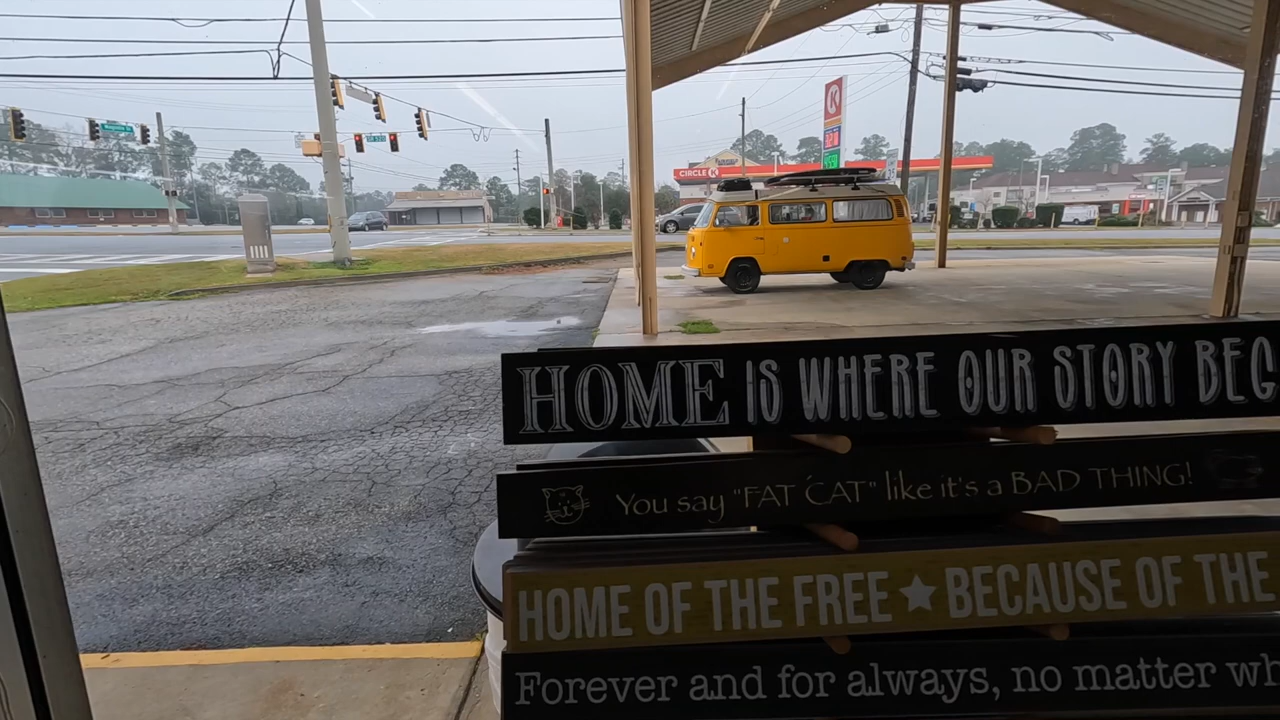 CIRCLE K
HOME IS WHERE OUR STORY BEG
You say "FAT CAT" like it's a BAD THING!
HOME OF THE FREE ★ BECAUSE OF THE
Forever and for always, no matter wh